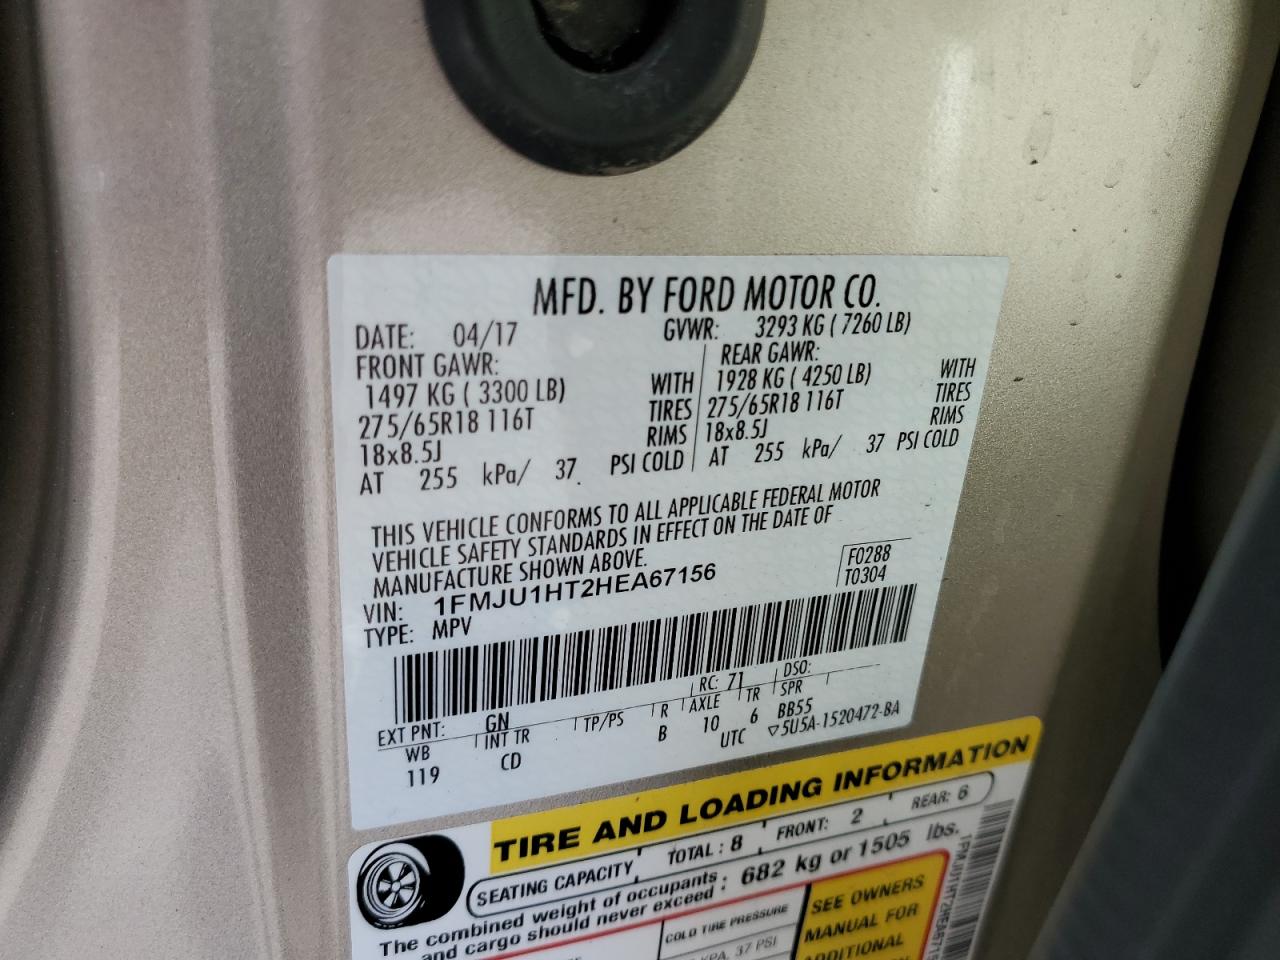 MFD. BY FORD MOTOR CO.
DATE: 04/17 GVWR: 3293 KG ( 7260 LB)
FRONT GAWR: REAR GAWR:
1497 KG ( 3300 LB) WITH 1928 KG ( 4250 LB) WITH
275/65R18 116T TIRES 275/65R18 116T TIRES
18x8.5J RIMS 18x8.5J RIMS
AT 255 kPa/ 37 PSI COLD AT 255 kPa/ 37 PSI COLD
THIS VEHICLE CONFORMS TO ALL APPLICABLE FEDERAL MOTOR
VEHICLE SAFETY STANDARDS IN EFFECT ON THE DATE OF
MANUFACTURE SHOWN ABOVE.
VIN: 1FMJU1HT2HEA67156 F0288
TYPE: MPV T0304
EXT PNT: GN RC: 71 DSO:
WB INT TR TP/PS R AXLE TR SPR
119 CD B 10 6 BB55
UTC ▽5U5A-1520472-BA
TIRE AND LOADING INFORMATION
SEATING CAPACITY TOTAL: 8 FRONT: 2 REAR: 6
The combined weight of occupants
and cargo should never exceed : 682 kg or 1505 lbs.
COLD TIRE PRESSURE
KPA, 37 PSI
SEE OWNERS
MANUAL FOR
ADDITIONAL